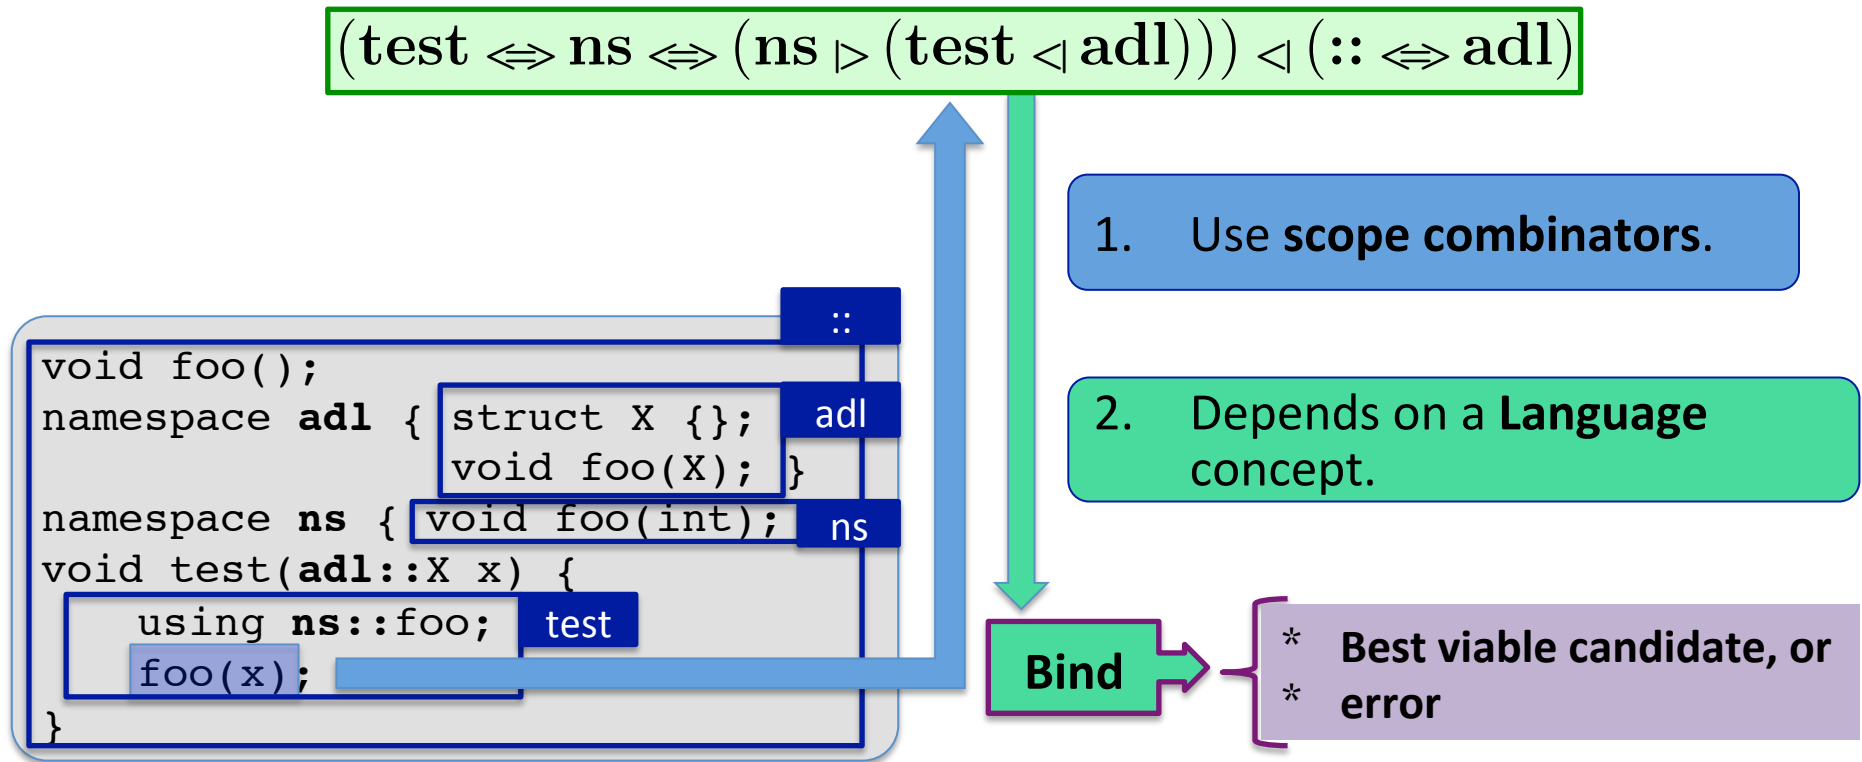 (test ⇔ ns ⇔ (ns |> (test <| adl))) <| (:: ⇔ adl)
1. Use scope combinators.
2. Depends on a Language
concept.
::
void foo();
namespace adl { struct X {}; adl
void foo(X); }
namespace ns { void foo(int); ns
void test(adl::X x) {
using ns::foo; test
foo(x);
}
Bind
* Best viable candidate, or
* error